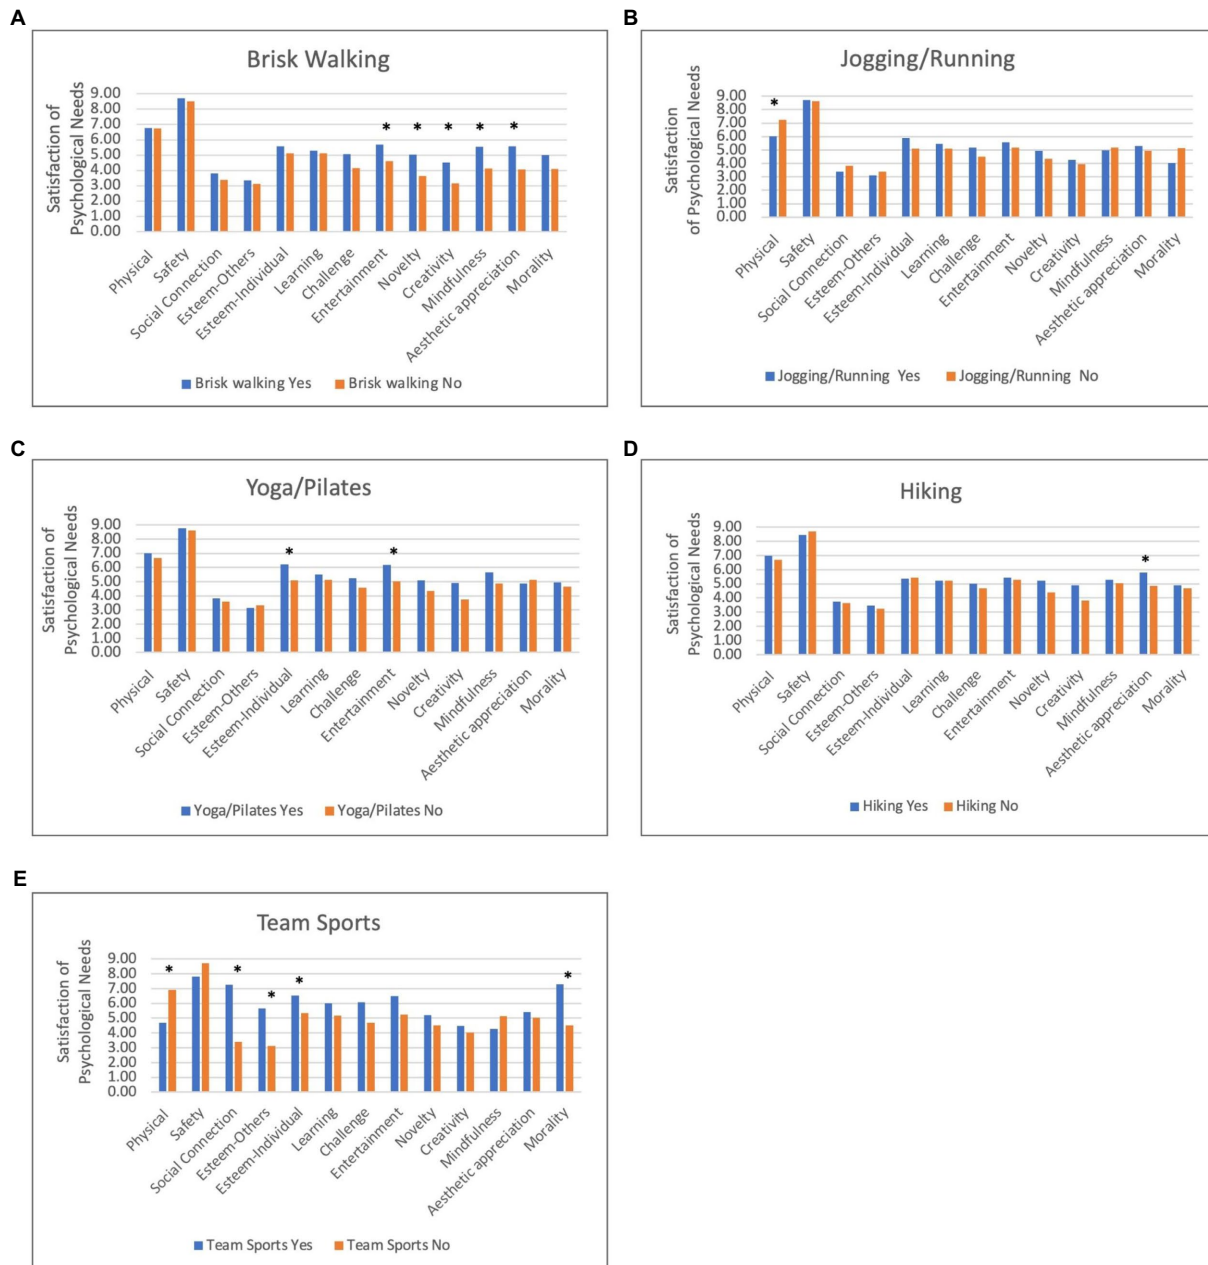 A
Brisk Walking
Satisfaction of
Psychological Needs
9.00
8.00
7.00
6.00
5.00
4.00
3.00
2.00
1.00
0.00
* * * * *
Physical
Safety
Social Connection
Esteem-Others
Esteem-Individual
Learning
Challenge
Entertainment
Novelty
Creativity
Mindfulness
Aesthetic appreciation
Morality
Brisk walking Yes Brisk walking No
B
Jogging/Running
Satisfaction
of Psychological Needs
9.00
8.00
7.00
6.00
5.00
4.00
3.00
2.00
1.00
0.00
*
Physical
Safety
Social Connection
Esteem-Others
Esteem-Individual
Learning
Challenge
Entertainment
Novelty
Creativity
Mindfulness
Aesthetic appreciation
Morality
Jogging/Running Yes Jogging/Running No
C
Yoga/Pilates
Satisfaction of
Psychological Needs
9.00
8.00
7.00
6.00
5.00
4.00
3.00
2.00
1.00
0.00
* *
Physical
Safety
Social Connection
Esteem-Others
Esteem-Individual
Learning
Challenge
Entertainment
Novelty
Creativity
Mindfulness
Aesthetic appreciation
Morality
Yoga/Pilates Yes Yoga/Pilates No
D
Hiking
Satisfaction of
Psychological Needs
9.00
8.00
7.00
6.00
5.00
4.00
3.00
2.00
1.00
0.00
*
Physical
Safety
Social Connection
Esteem-Others
Esteem-Individual
Learning
Challenge
Entertainment
Novelty
Creativity
Mindfulness
Aesthetic appreciation
Morality
Hiking Yes Hiking No
E
Team Sports
Satisfaction of
Psychological Needs
9.00
8.00
7.00
6.00
5.00
4.00
3.00
2.00
1.00
0.00
* * * * *
Physical
Safety
Social Connection
Esteem-Others
Esteem-Individual
Learning
Challenge
Entertainment
Novelty
Creativity
Mindfulness
Aesthetic appreciation
Morality
Team Sports Yes Team Sports No